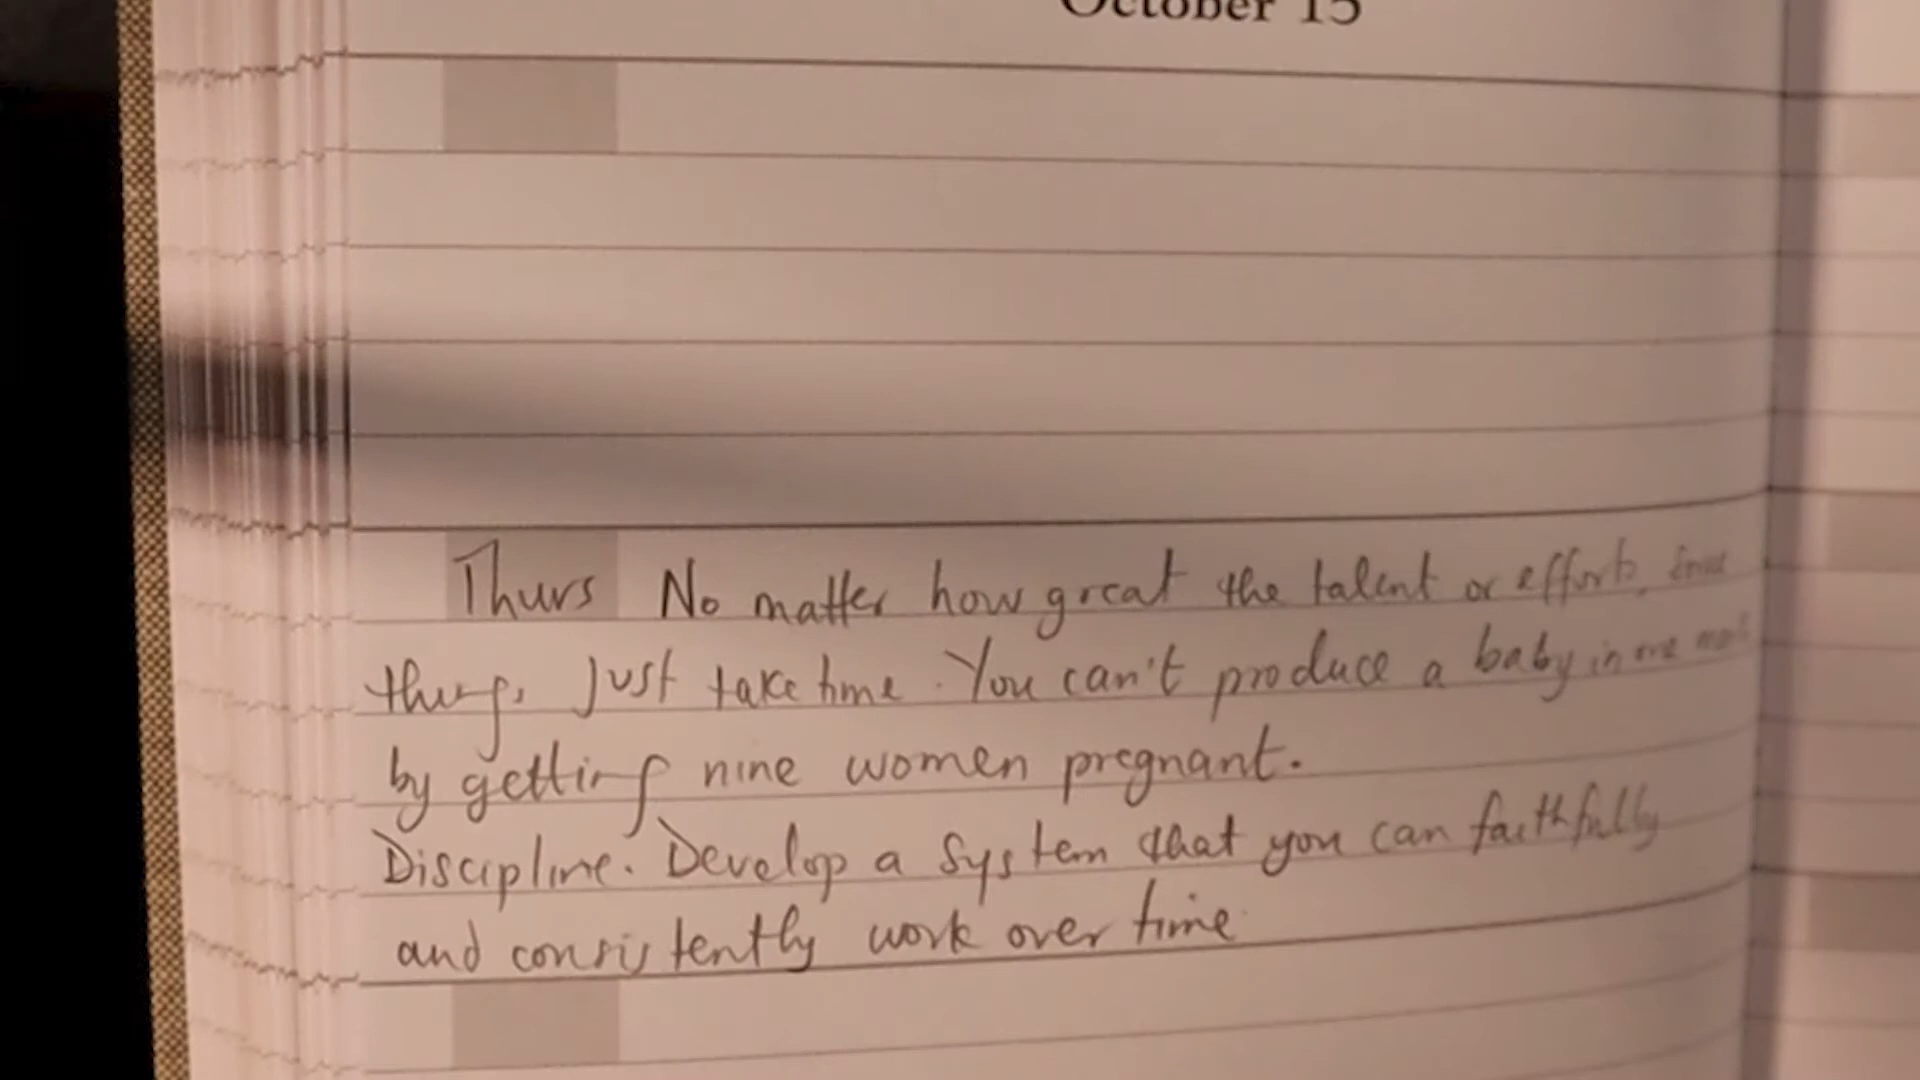 October 15
Thurs No matter how great the talent or efforts, some
things just take time. You can't produce a baby in one month
by getting nine women pregnant.
Discipline. Develop a system that you can faithfully
and consistently work over time